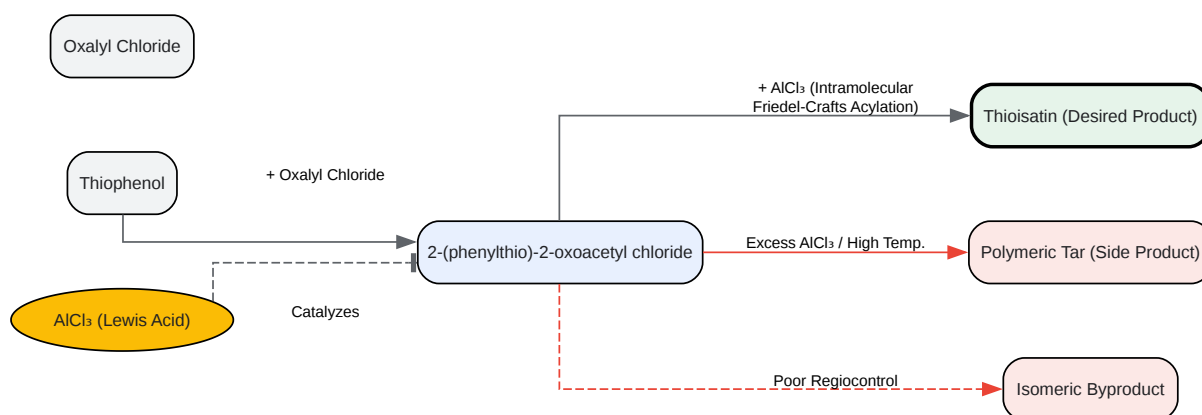 Oxalyl Chloride
+ AlCl₃ (Intramolecular
Friedel-Crafts Acylation)
Thioisatin (Desired Product)
Thiophenol
+ Oxalyl Chloride
2-(phenylthio)-2-oxoacetyl chloride
Excess AlCl₃ / High Temp.
Polymeric Tar (Side Product)
AlCl₃ (Lewis Acid)
Catalyzes
Poor Regiocontrol
Isomeric Byproduct